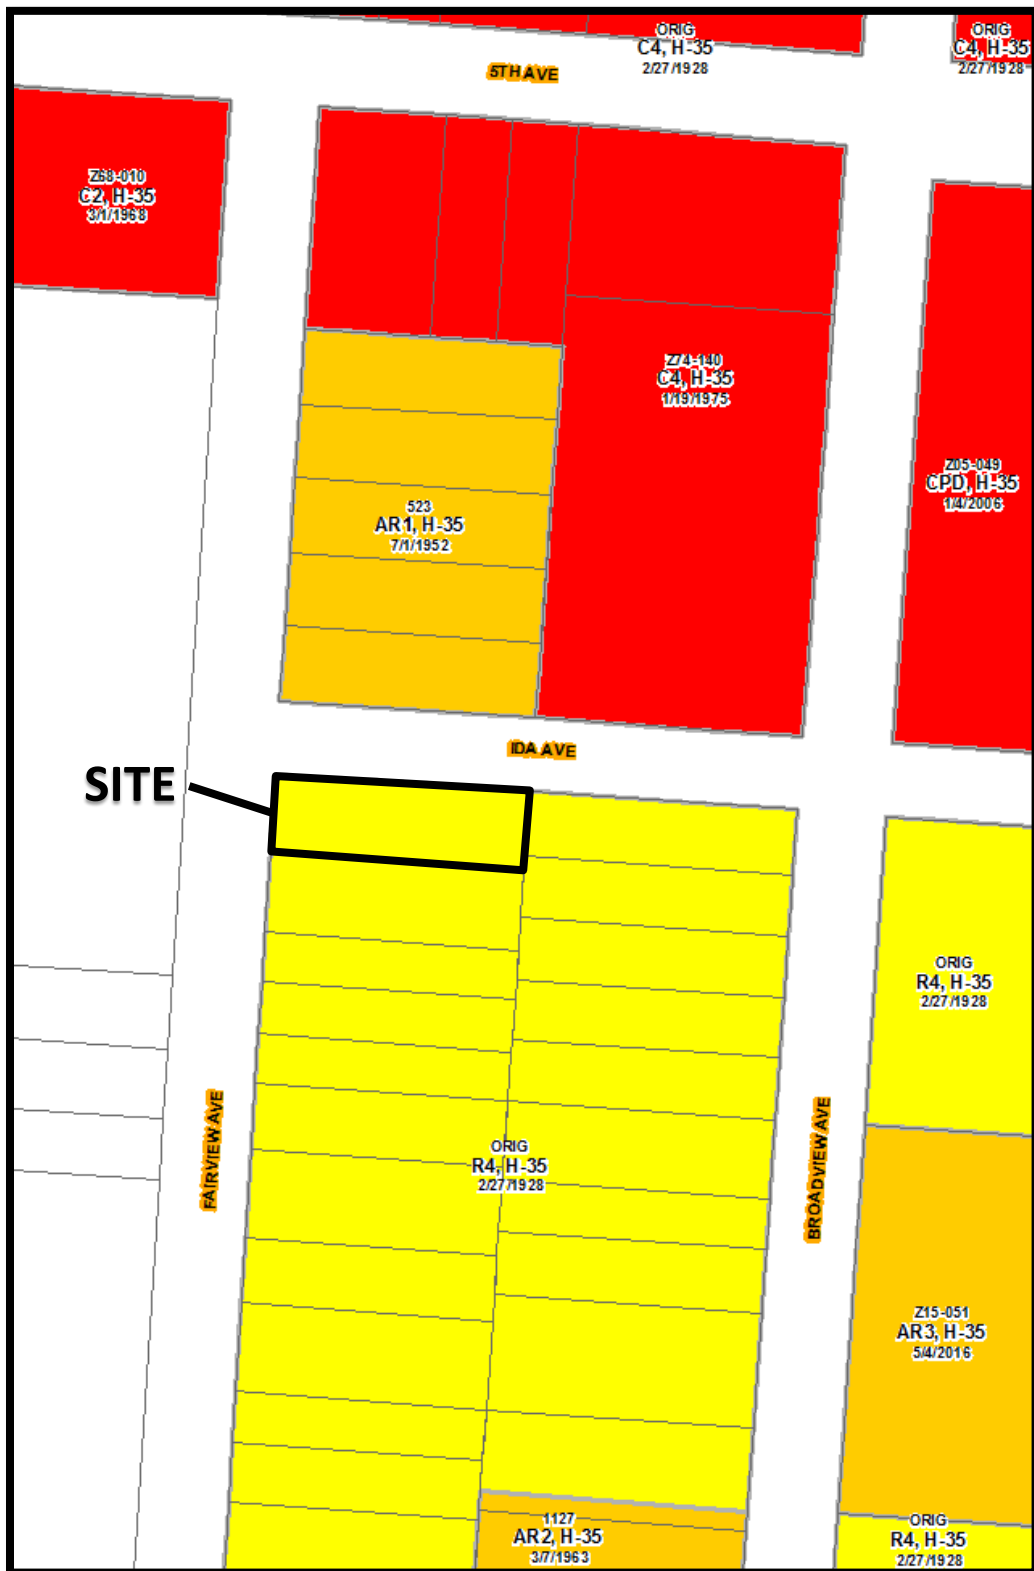 ORIG
C4, H-35
2/27/1928
ORIG
C4, H-35
2/27/1928
5TH AVE
Z68-010
C2, H-35
3/1/1968
Z74-140
C4, H-35
1/19/1975
Z05-049
CPD, H-35
1/4/2006
523
AR1, H-35
7/1/1952
IDA AVE
SITE
ORIG
R4, H-35
2/27/1928
FAIRVIEW AVE
BROADVIEW AVE
ORIG
R4, H-35
2/27/1928
Z15-051
AR3, H-35
5/4/2016
1127
AR2, H-35
3/7/1963
ORIG
R4, H-35
2/27/1928